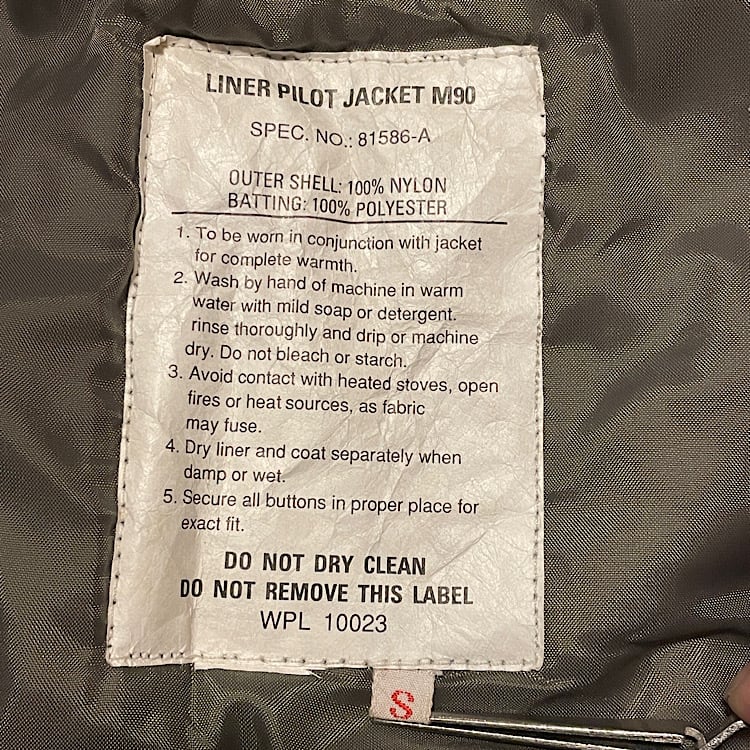 LINER PILOT JACKET M90
SPEC. NO.: 81586-A
OUTER SHELL: 100% NYLON
BATTING: 100% POLYESTER
1. To be worn in conjunction with jacket
for complete warmth.
2. Wash by hand of machine in warm
water with mild soap or detergent.
rinse thoroughly and drip or machine
dry. Do not bleach or starch.
3. Avoid contact with heated stoves, open
fires or heat sources, as fabric
may fuse.
4. Dry liner and coat separately when
damp or wet.
5. Secure all buttons in proper place for
exact fit.
DO NOT DRY CLEAN
DO NOT REMOVE THIS LABEL
WPL 10023
S